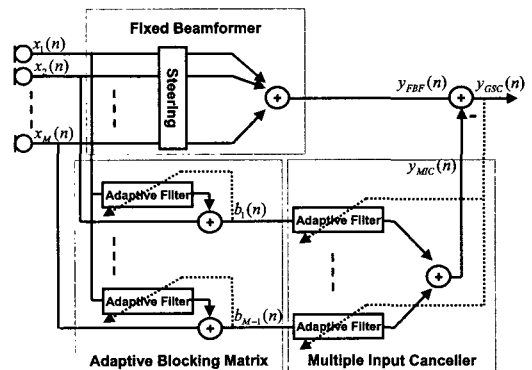 Fixed Beamformer
x1(n)
x2(n)
xM(n)
Steering
+
yFBF(n)
+
yGSC(n)
-
yMIC(n)
Adaptive Filter
+
b1(n)
Adaptive Filter
+
Adaptive Filter
+
bM-1(n)
Adaptive Filter
Adaptive Blocking Matrix
Multiple Input Canceller